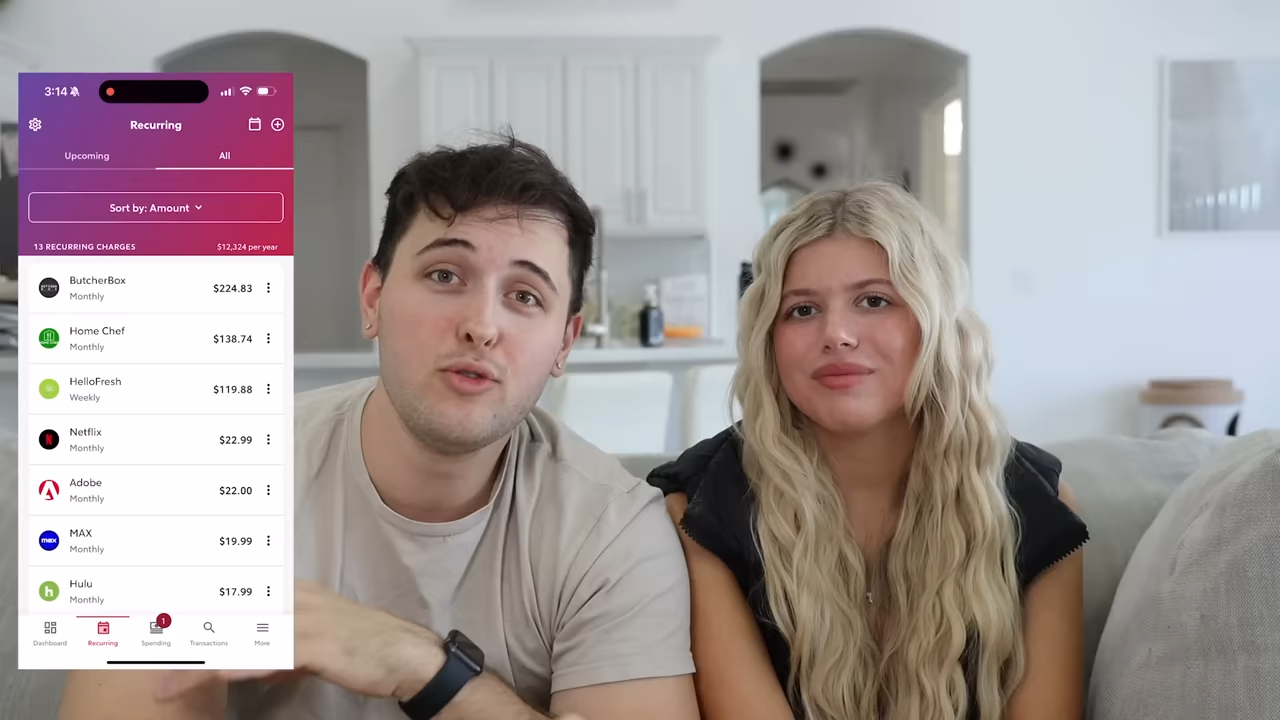 3:14
Recurring
Upcoming All
Sort by: Amount
13 RECURRING CHARGES $12,324 per year
ButcherBox
Monthly
$224.83
Home Chef
Monthly
$138.74
HelloFresh
Weekly
$119.88
Netflix
Monthly
$22.99
Adobe
Monthly
$22.00
max
MAX
Monthly
$19.99
h
Hulu
Monthly
$17.99
1
Dashboard Recurring Spending Transactions More